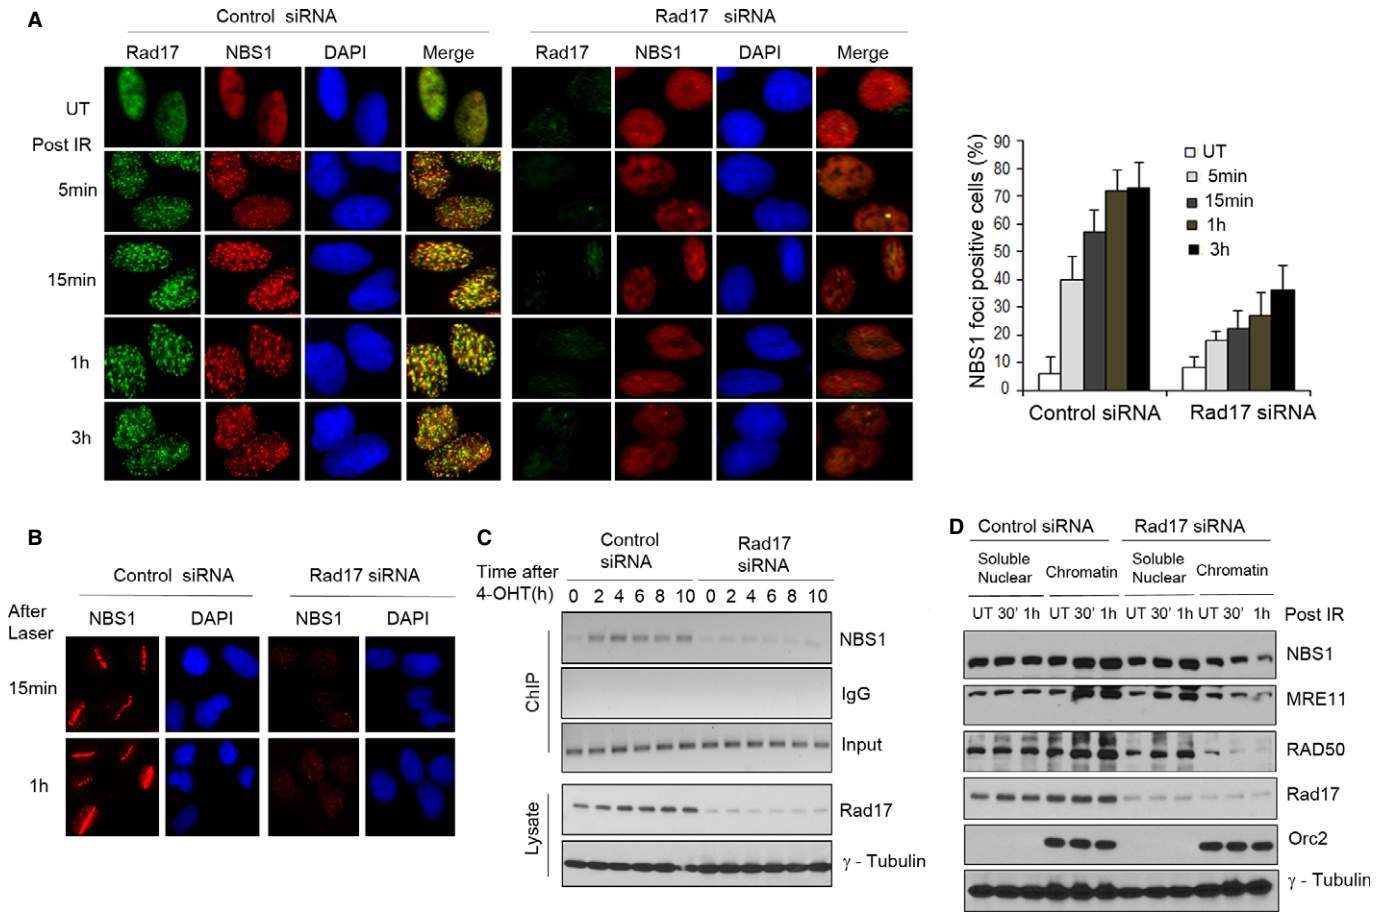 A
Control siRNA
Rad17 siRNA
Rad17 NBS1 DAPI Merge
Rad17 NBS1 DAPI Merge
UT
Post IR
5min
15min
1h
3h
NBS1 foci positive cells (%)
90
80
70
60
50
40
30
20
10
0
UT
5min
15min
1h
3h
Control siRNA
Rad17 siRNA
B
Control siRNA
Rad17 siRNA
After
Laser
NBS1 DAPI NBS1 DAPI
15min
1h
C
Control
siRNA
Rad17
siRNA
Time after
4-OHT(h)
0 2 4 6 8 10 0 2 4 6 8 10
ChIP
NBS1
IgG
Input
Lysate
Rad17
γ - Tubulin
D
Control siRNA
Rad17 siRNA
Soluble
Nuclear
Chromatin
Soluble
Nuclear
Chromatin
UT 30' 1h UT 30' 1h UT 30' 1h UT 30' 1h Post IR
NBS1
MRE11
RAD50
Rad17
Orc2
γ - Tubulin